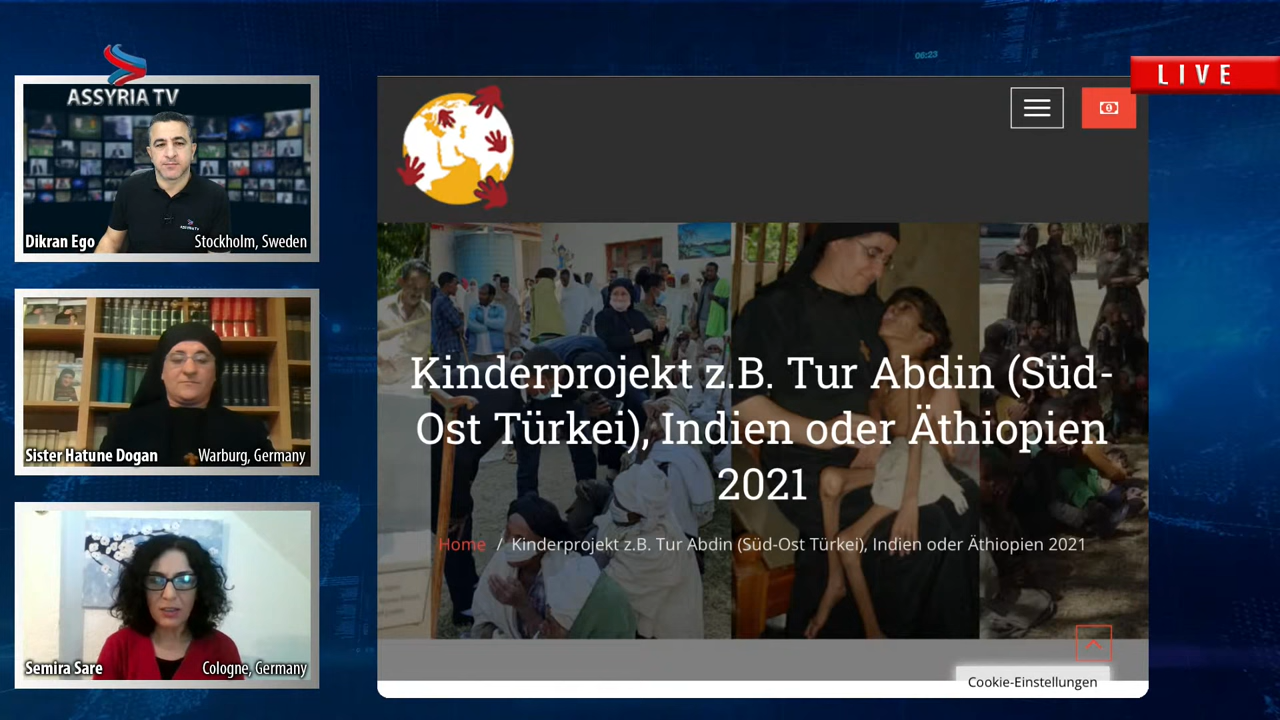 06:23
LIVE
ASSYRIA TV
Dikran Ego
Stockholm, Sweden
Sister Hatune Dogan
Warburg, Germany
Semira Sare
Cologne, Germany
Kinderprojekt z.B. Tur Abdin (Süd-
Ost Türkei), Indien oder Äthiopien
2021
Home / Kinderprojekt z.B. Tur Abdin (Süd-Ost Türkei), Indien oder Äthiopien 2021
Cookie-Einstellungen